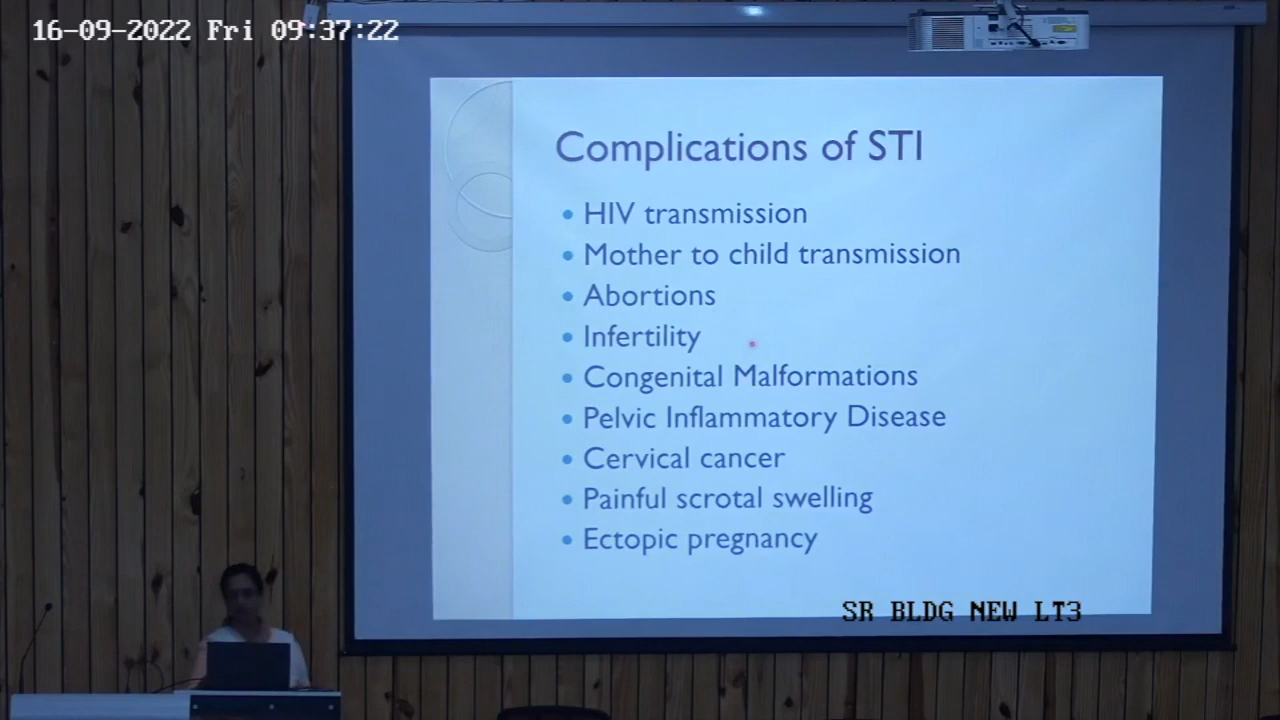 16-09-2022 Fri 09:37:22
Complications of STI
• HIV transmission
• Mother to child transmission
• Abortions
• Infertility
• Congenital Malformations
• Pelvic Inflammatory Disease
• Cervical cancer
• Painful scrotal swelling
• Ectopic pregnancy
SR BLDG NEW LT3